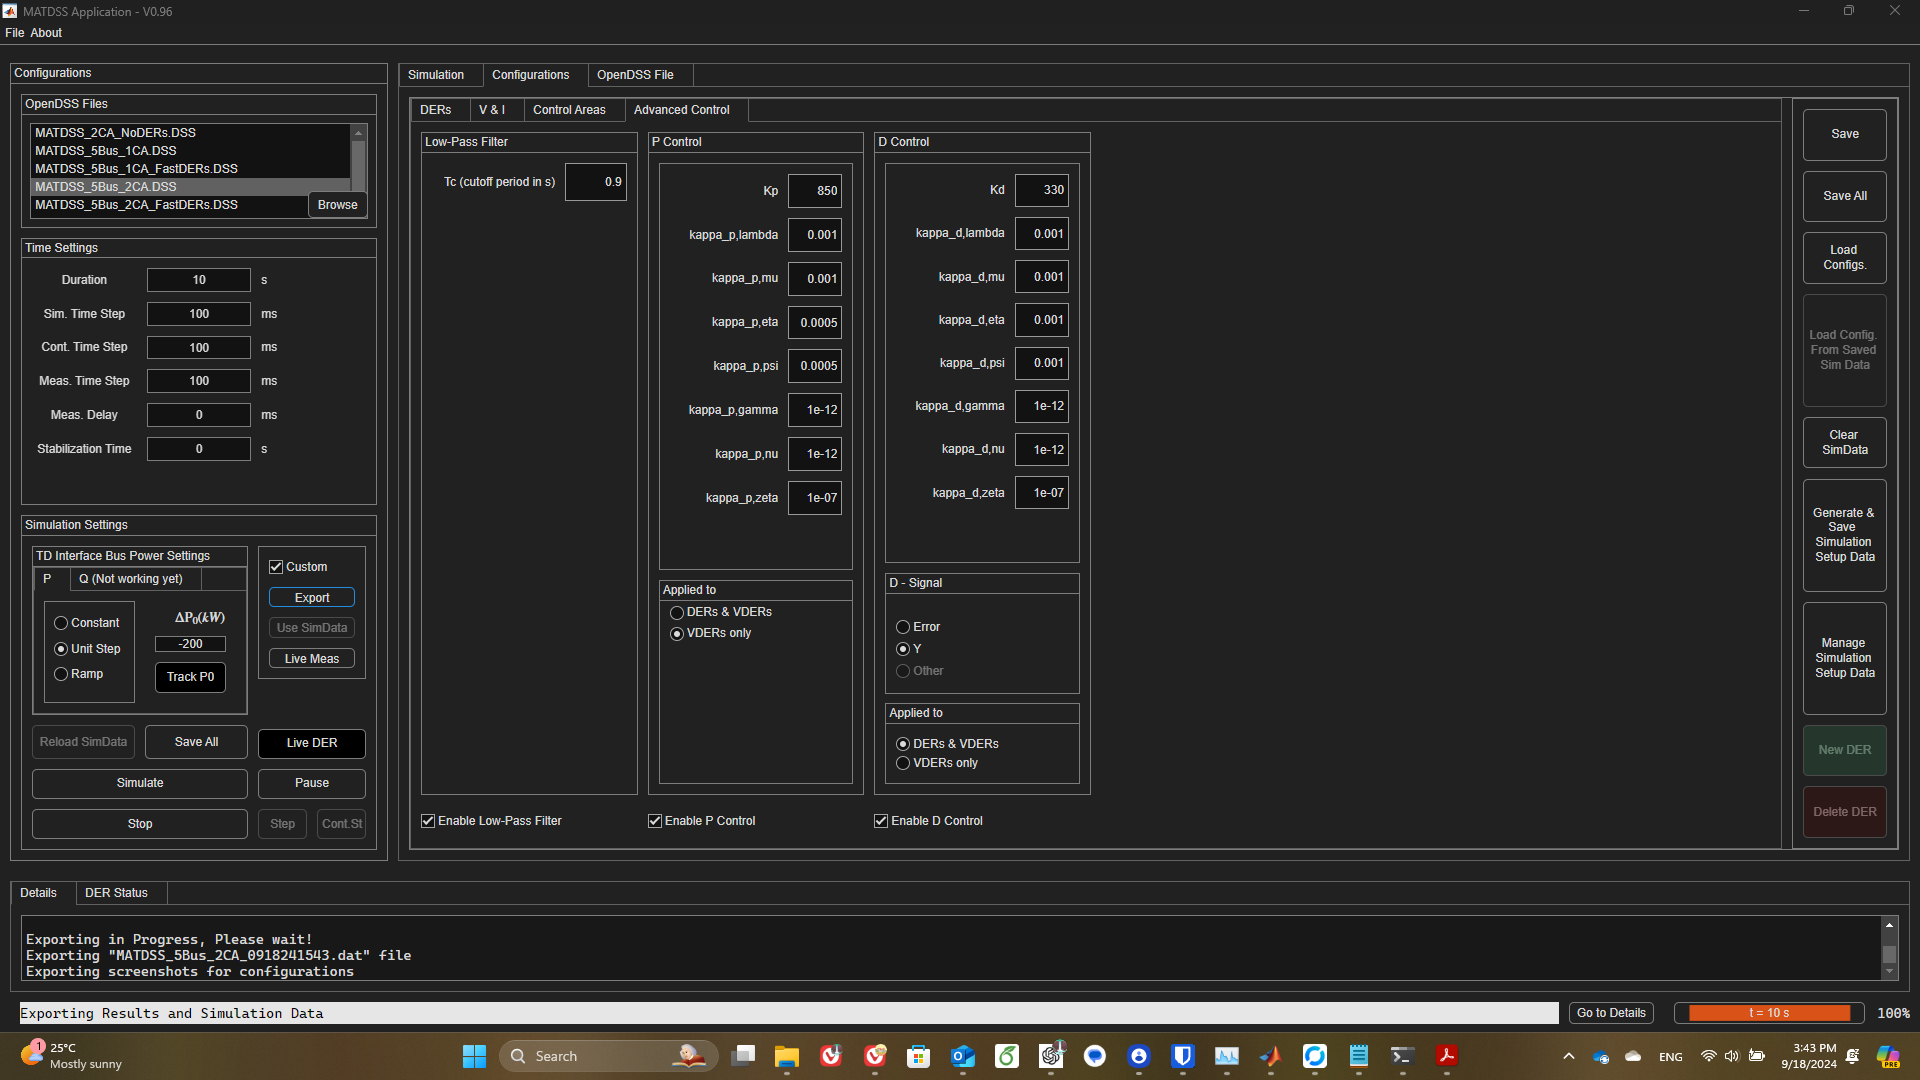 MATDSS Application - V0.96
File About
Configurations
OpenDSS Files
MATDSS_2CA_NoDERs.DSS
MATDSS_5Bus_1CA.DSS
MATDSS_5Bus_1CA_FastDERs.DSS
MATDSS_5Bus_2CA.DSS
MATDSS_5Bus_2CA_FastDERs.DSS
Browse
Time Settings
Duration 10 s
Sim. Time Step 100 ms
Cont. Time Step 100 ms
Meas. Time Step 100 ms
Meas. Delay 0 ms
Stabilization Time 0 s
Simulation Settings
TD Interface Bus Power Settings
P Q (Not working yet)
Constant
Unit Step
Ramp
ΔP0(kW)
-200
Track P0
Custom
Export
Use SimData
Live Meas
Reload SimData Save All Live DER
Simulate Pause
Stop Step Cont.St
Simulation Configurations OpenDSS File
DERs V & I Control Areas Advanced Control
Low-Pass Filter
Tc (cutoff period in s) 0.9
Enable Low-Pass Filter
P Control
Kp 850
kappa_p,lambda 0.001
kappa_p,mu 0.001
kappa_p,eta 0.0005
kappa_p,psi 0.0005
kappa_p,gamma 1e-12
kappa_p,nu 1e-12
kappa_p,zeta 1e-07
Applied to
DERs & VDERs
VDERs only
Enable P Control
D Control
Kd 330
kappa_d,lambda 0.001
kappa_d,mu 0.001
kappa_d,eta 0.001
kappa_d,psi 0.001
kappa_d,gamma 1e-12
kappa_d,nu 1e-12
kappa_d,zeta 1e-07
D - Signal
Error
Y
Other
Applied to
DERs & VDERs
VDERs only
Enable D Control
Save
Save All
Load
Configs.
Load Config.
From Saved
Sim Data
Clear
SimData
Generate &
Save
Simulation
Setup Data
Manage
Simulation
Setup Data
New DER
Delete DER
Details DER Status
Exporting in Progress, Please wait!
Exporting "MATDSS_5Bus_2CA_0918241543.dat" file
Exporting screenshots for configurations
Exporting Results and Simulation Data
Go to Details
t = 10 s
100%
1
25°C
Mostly sunny
Search
ENG
3:43 PM
9/18/2024
PRE